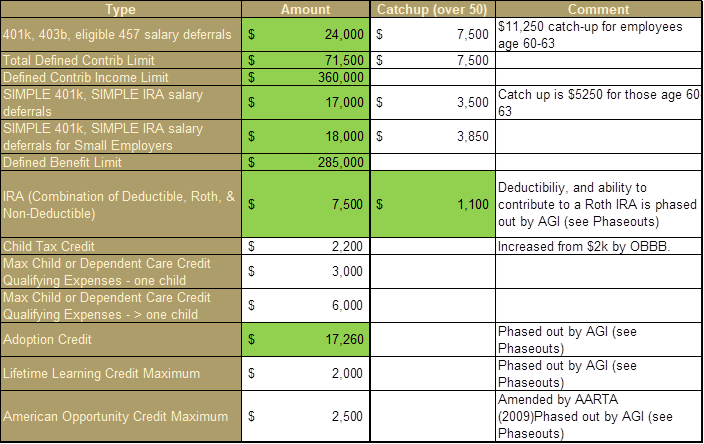 Type Amount Catchup (over 50) Comment
401k, 403b, eligible 457 salary deferrals $ 24,000 $ 7,500 $11,250 catch-up for employees
age 60-63
Total Defined Contrib Limit $ 71,500 $ 7,500
Defined Contrib Income Limit $ 360,000
SIMPLE 401k, SIMPLE IRA salary
deferrals $ 17,000 $ 3,500 Catch up is $5250 for those age 60-
63
SIMPLE 401k, SIMPLE IRA salary
deferrals for Small Employers $ 18,000 $ 3,850
Defined Benefit Limit $ 285,000
IRA (Combination of Deductible, Roth, &
Non-Deductible) $ 7,500 $ 1,100 Deductibiliy, and ability to
contribute to a Roth IRA is phased
out by AGI (see Phaseouts)
Child Tax Credit $ 2,200 Increased from $2k by OBBB.
Max Child or Dependent Care Credit
Qualifying Expenses - one child $ 3,000
Max Child or Dependent Care Credit
Qualifying Expenses - > one child $ 6,000
Adoption Credit $ 17,260 Phased out by AGI (see
Phaseouts)
Lifetime Learning Credit Maximum $ 2,000 Phased out by AGI (see
Phaseouts)
American Opportunity Credit Maximum $ 2,500 Amended by AARTA
(2009)Phased out by AGI (see
Phaseouts)